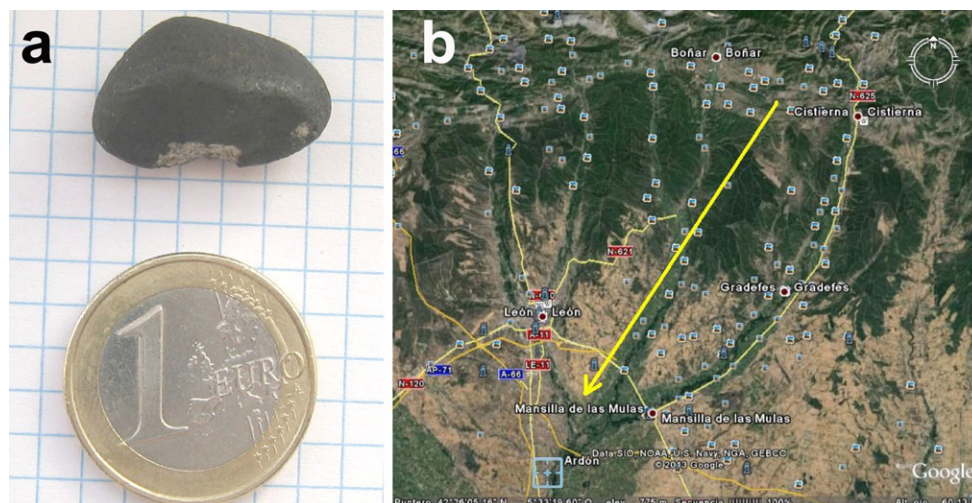 a
1
EURO
b
Boñar Boñar
N-625
Cistierna Cistierna
N-621
Gradefes Gradefes
León León
A-11
LE-11
AP-71
A-66
N-120
Mansilla de las Mulas Mansilla de las Mulas
Ardón
Data SIO, NOAA, U.S. Navy, NGA, GEBCO
© 2013 Google
Google
N